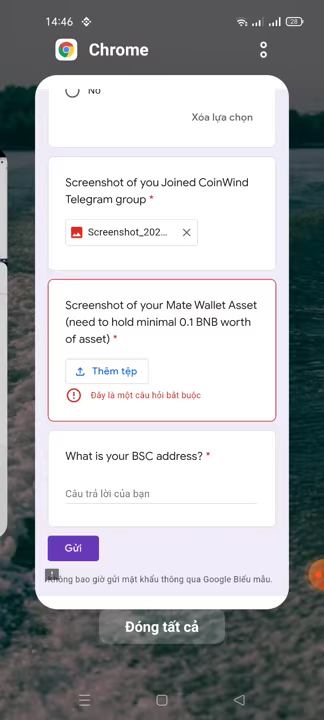 14:46
28
Chrome
No
Xóa lựa chọn
Screenshot of you Joined CoinWind
Telegram group *
Screenshot_202...
Screenshot of your Mate Wallet Asset
(need to hold minimal 0.1 BNB worth
of asset) *
Thêm tệp
Đây là một câu hỏi bắt buộc
What is your BSC address? *
Câu trả lời của bạn
Gửi
Không bao giờ gửi mật khẩu thông qua Google Biểu mẫu.
Đóng tất cả